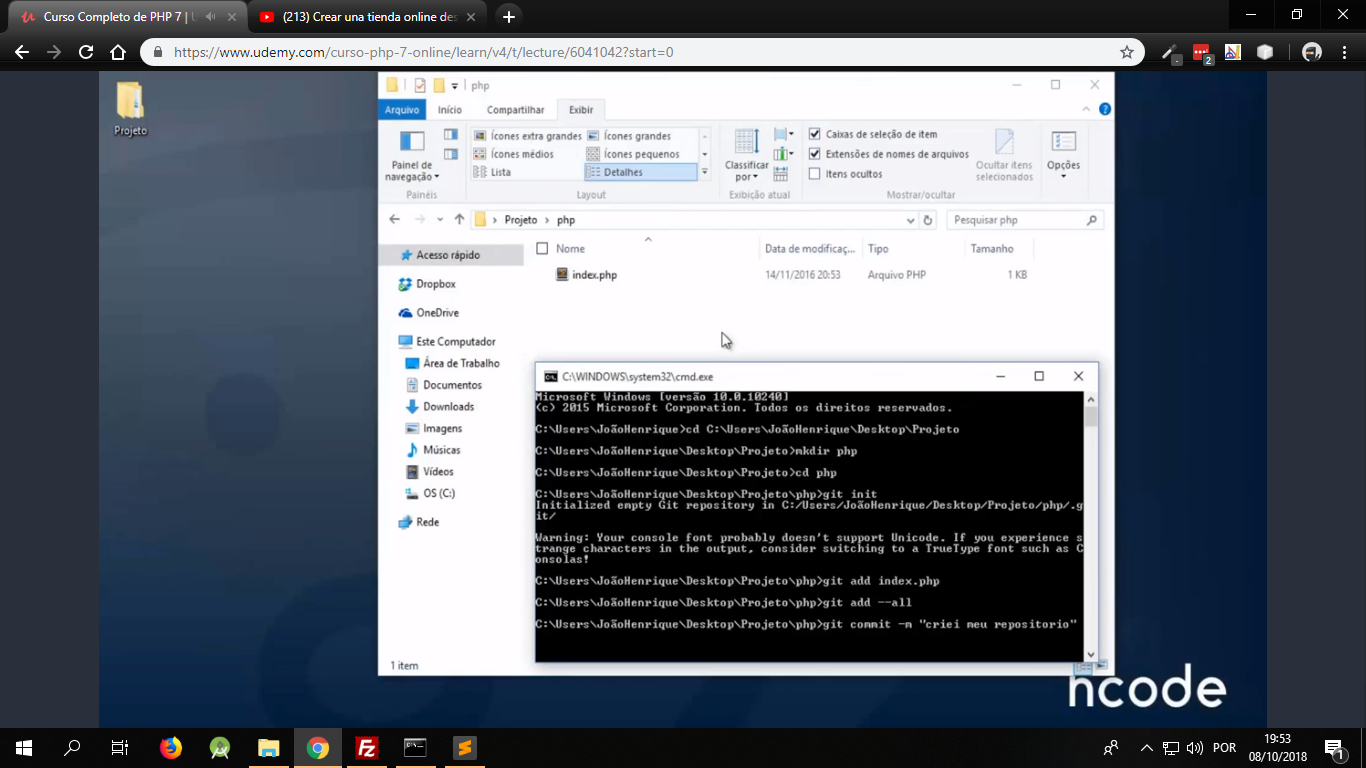 Curso Completo de PHP 7 | U
(213) Crear una tienda online des
https://www.udemy.com/curso-php-7-online/learn/v4/t/lecture/6041042?start=0
2
Projeto
php
Arquivo Início Compartilhar Exibir
Painel de navegação
Painéis
Ícones extra grandes Ícones grandes
Ícones médios Ícones pequenos
Lista Detalhes
Layout
Classificar por
Exibição atual
Caixas de seleção de item
Extensões de nomes de arquivos
Itens ocultos
Ocultar itens selecionados
Mostrar/ocultar
Opções
Projeto > php
Pesquisar php
Nome Data de modificaç... Tipo Tamanho
index.php 14/11/2016 20:53 Arquivo PHP 1 KB
Acesso rápido
Dropbox
OneDrive
Este Computador
Área de Trabalho
Documentos
Downloads
Imagens
Músicas
Vídeos
OS (C:)
Rede
1 item
C:\WINDOWS\system32\cmd.exe
Microsoft Windows [versão 10.0.10240]
(c) 2015 Microsoft Corporation. Todos os direitos reservados.
C:\Users\JoãoHenrique>cd C:\Users\JoãoHenrique\Desktop\Projeto
C:\Users\JoãoHenrique\Desktop\Projeto>mkdir php
C:\Users\JoãoHenrique\Desktop\Projeto>cd php
C:\Users\JoãoHenrique\Desktop\Projeto\php>git init
Initialized empty Git repository in C:/Users/JoãoHenrique/Desktop/Projeto/php/.g
it/
Warning: Your console font probably doesn't support Unicode. If you experience s
trange characters in the output, consider switching to a TrueType font such as C
onsolas!
C:\Users\JoãoHenrique\Desktop\Projeto\php>git add index.php
C:\Users\JoãoHenrique\Desktop\Projeto\php>git add --all
C:\Users\JoãoHenrique\Desktop\Projeto\php>git commit -m "criei meu repositorio"
hcode
POR
19:53
08/10/2018
1